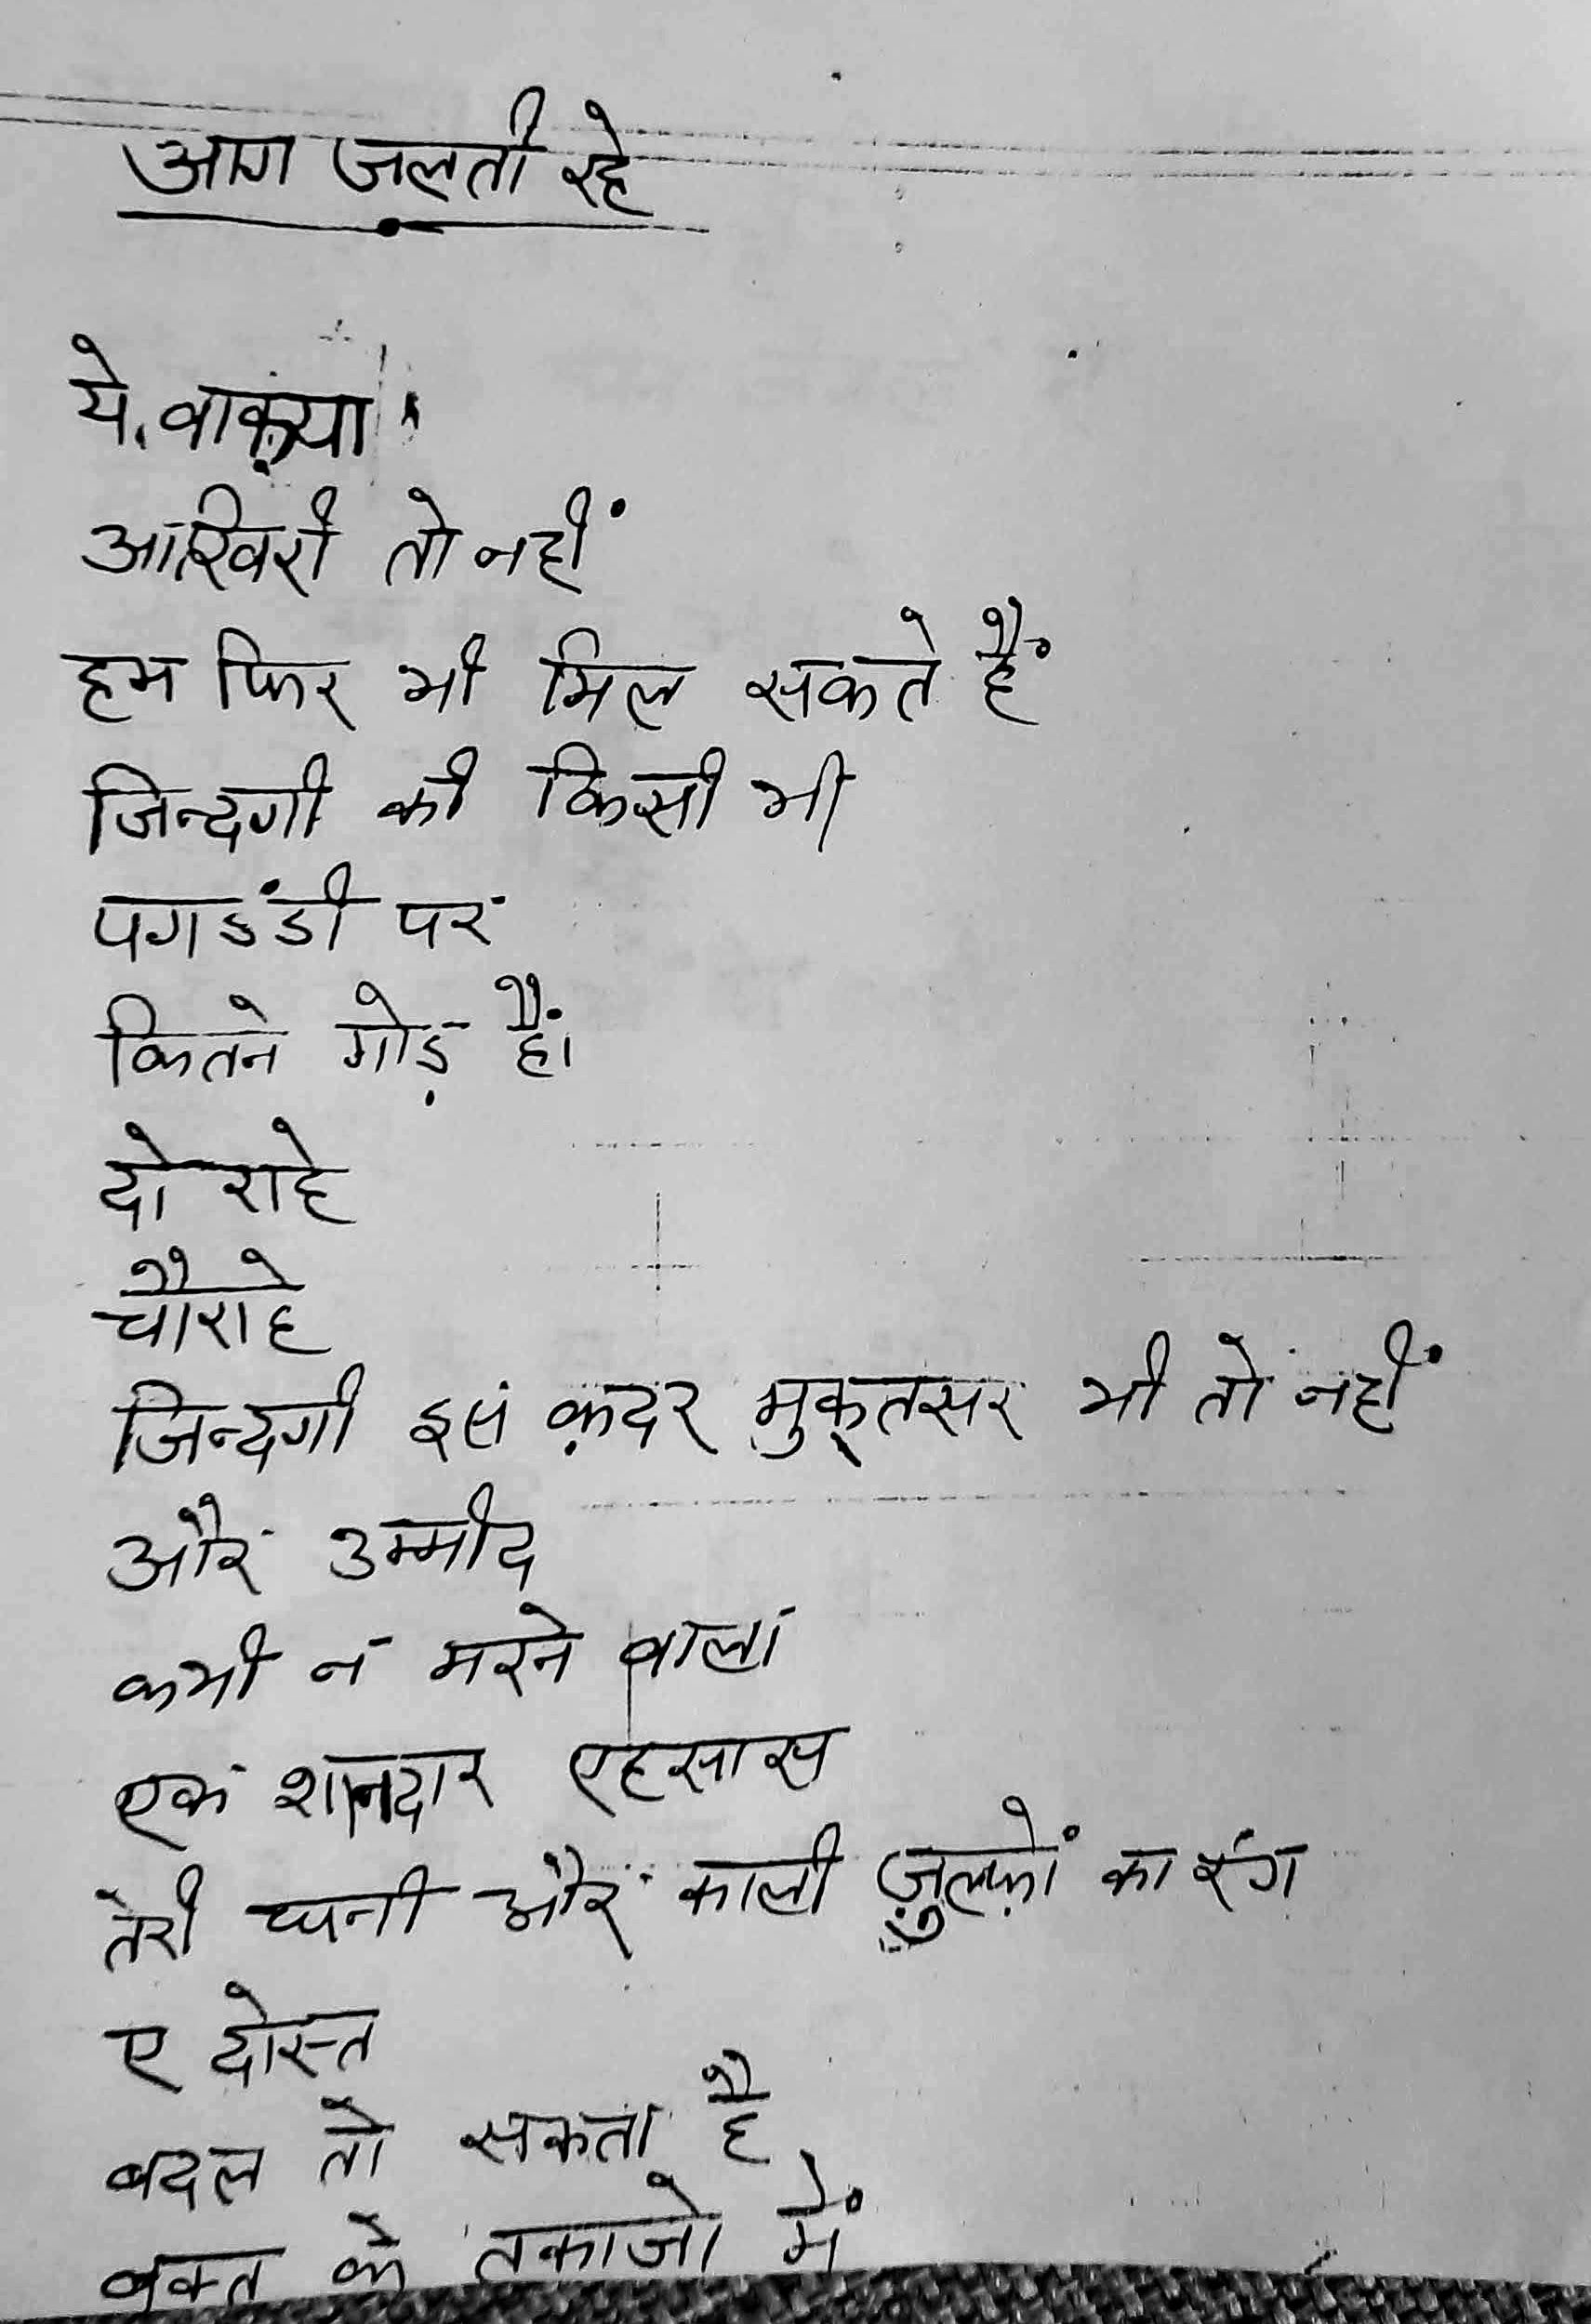 आग जलती रहे
ये वाक़्या
आखिरी तो नहीं
हम फिर भी मिल सकते हैं
जिन्दगी की किसी भी
पगडंडी पर
कितने मोड़ हैं।
दो राहे
चौराहे
जिन्दगी इस क़दर मुक्तसर भी तो नहीं
और उम्मीद
कभी न मरने वाला
एक शानदार एहसास
तेरी घनी और काली ज़ुल्फ़ों का रंग
ए दोस्त
बदल तो सकता है
वक्त के तकाजो में